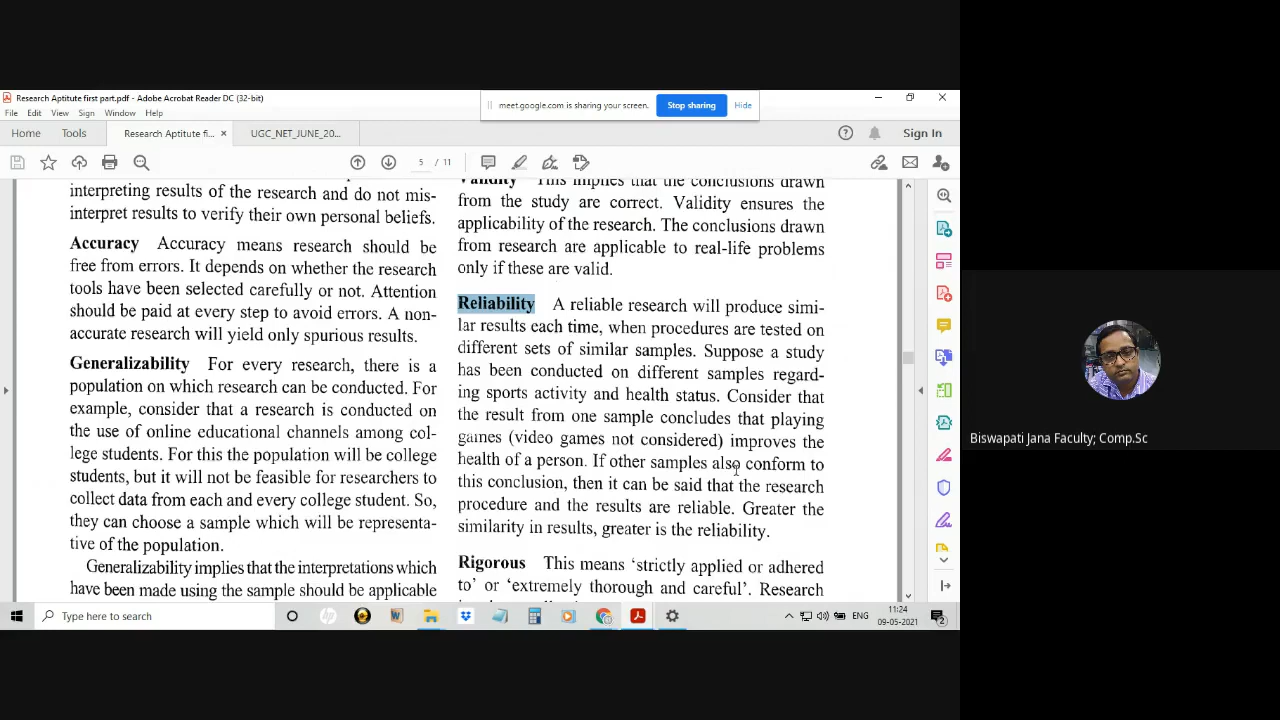 Research Aptitute first part.pdf - Adobe Acrobat Reader DC (32-bit)
meet.google.com is sharing your screen.
Stop sharing
Hide
File Edit View Sign Window Help
Home Tools
Research Aptitute fi... ×
UGC_NET_JUNE_20...
Sign In
5 / 11
interpreting results of the research and do not mis-
interpret results to verify their own personal beliefs.
Accuracy Accuracy means research should be
free from errors. It depends on whether the research
tools have been selected carefully or not. Attention
should be paid at every step to avoid errors. A non-
accurate research will yield only spurious results.
Generalizability For every research, there is a
population on which research can be conducted. For
example, consider that a research is conducted on
the use of online educational channels among col-
lege students. For this the population will be college
students, but it will not be feasible for researchers to
collect data from each and every college student. So,
they can choose a sample which will be representa-
tive of the population.
Generalizability implies that the interpretations which
have been made using the sample should be applicable
Validity This implies that the conclusions drawn
from the study are correct. Validity ensures the
applicability of the research. The conclusions drawn
from research are applicable to real-life problems
only if these are valid.
Reliability A reliable research will produce simi-
lar results each time, when procedures are tested on
different sets of similar samples. Suppose a study
has been conducted on different samples regard-
ing sports activity and health status. Consider that
the result from one sample concludes that playing
games (video games not considered) improves the
health of a person. If other samples also conform to
this conclusion, then it can be said that the research
procedure and the results are reliable. Greater the
similarity in results, greater is the reliability.
Rigorous This means ‘strictly applied or adhered
to’ or ‘extremely thorough and careful’. Research
Biswapati Jana Faculty; Comp.Sc
Type here to search
ENG
11:24
09-05-2021
2